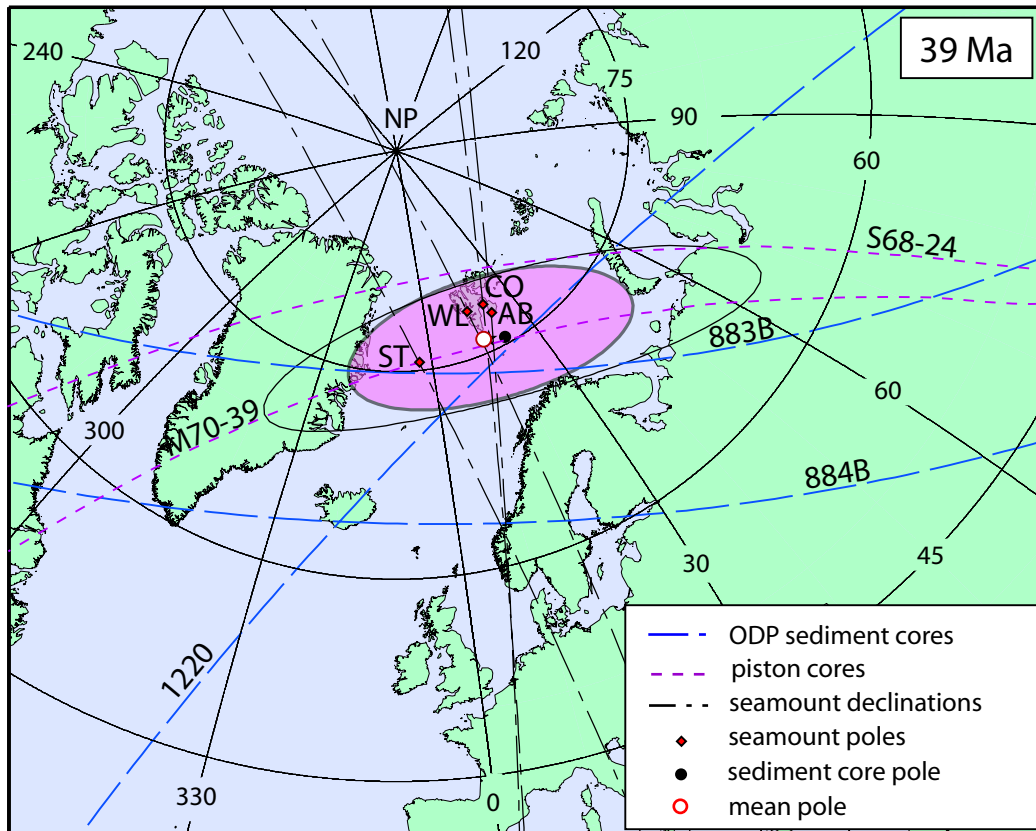 39 Ma
240
120
75
NP
90
60
S68-24
CO
WL
AB
883B
ST
60
M70-39
300
884B
30
45
1220
330
0
ODP sediment cores
piston cores
seamount declinations
seamount poles
sediment core pole
mean pole